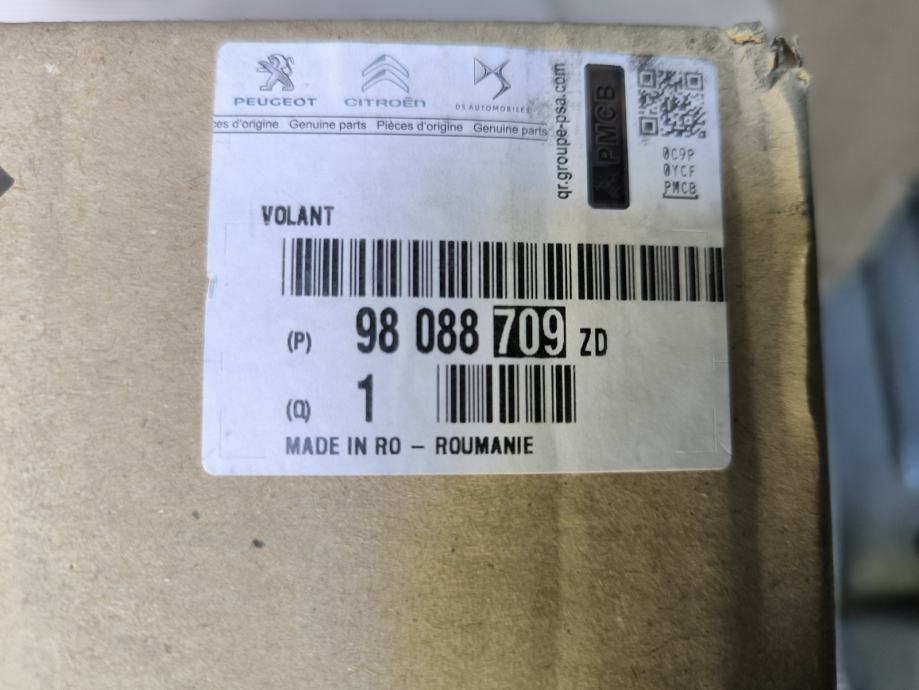 PEUGEOT CITROËN DS AUTOMOBILES
ces d'origine Genuine parts Pièces d'origine Genuine parts
qr.groupe-psa.com
PMCB
0C9P
0YCF
PMCB
VOLANT
(P) 98 088 709 ZD
(Q) 1
MADE IN RO - ROUMANIE